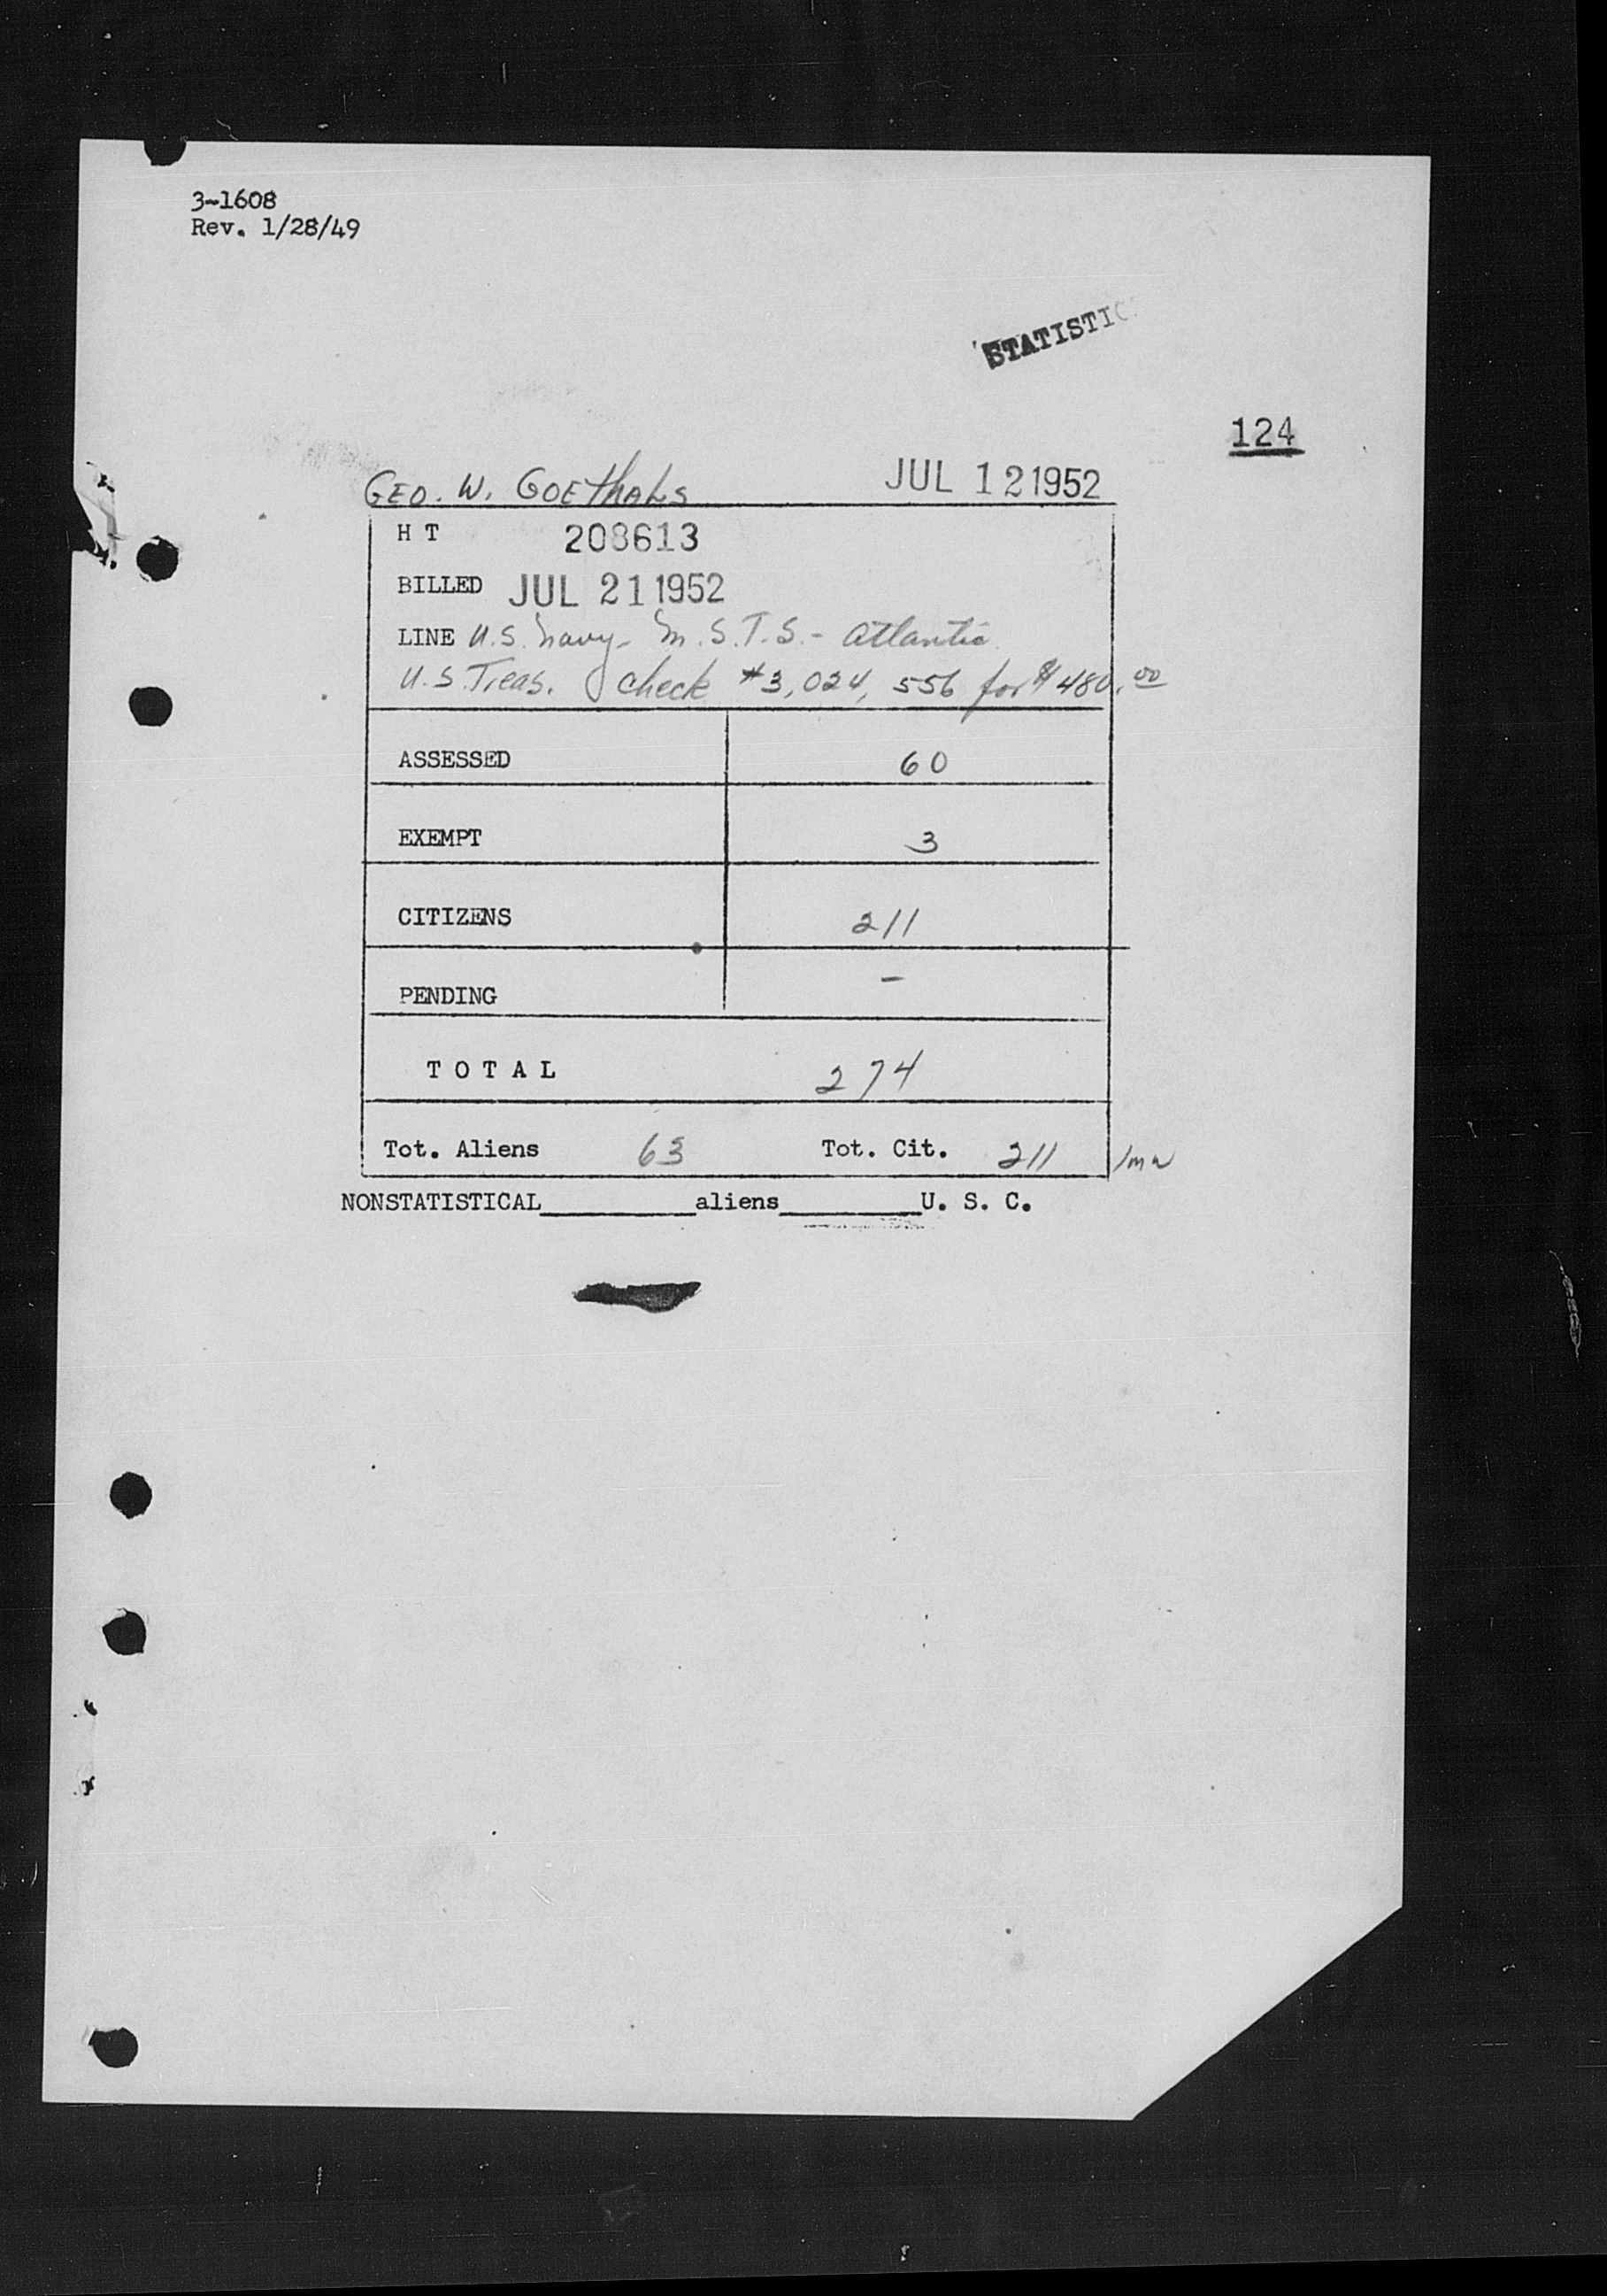 3-1608
Rev. 1/28/49
STATISTIC
124
GEO. W. GOETHALS JUL 12 1952
H T 208613
BILLED JUL 21 1952
LINE U.S. Navy - M.S.T.S. - Atlantic
U.S. Treas. check #3,024,556 for $480.00
ASSESSED 60
EXEMPT 3
CITIZENS 211
PENDING -
TOTAL 274
Tot. Aliens 63 Tot. Cit. 211
NONSTATISTICAL________aliens________U. S. C.